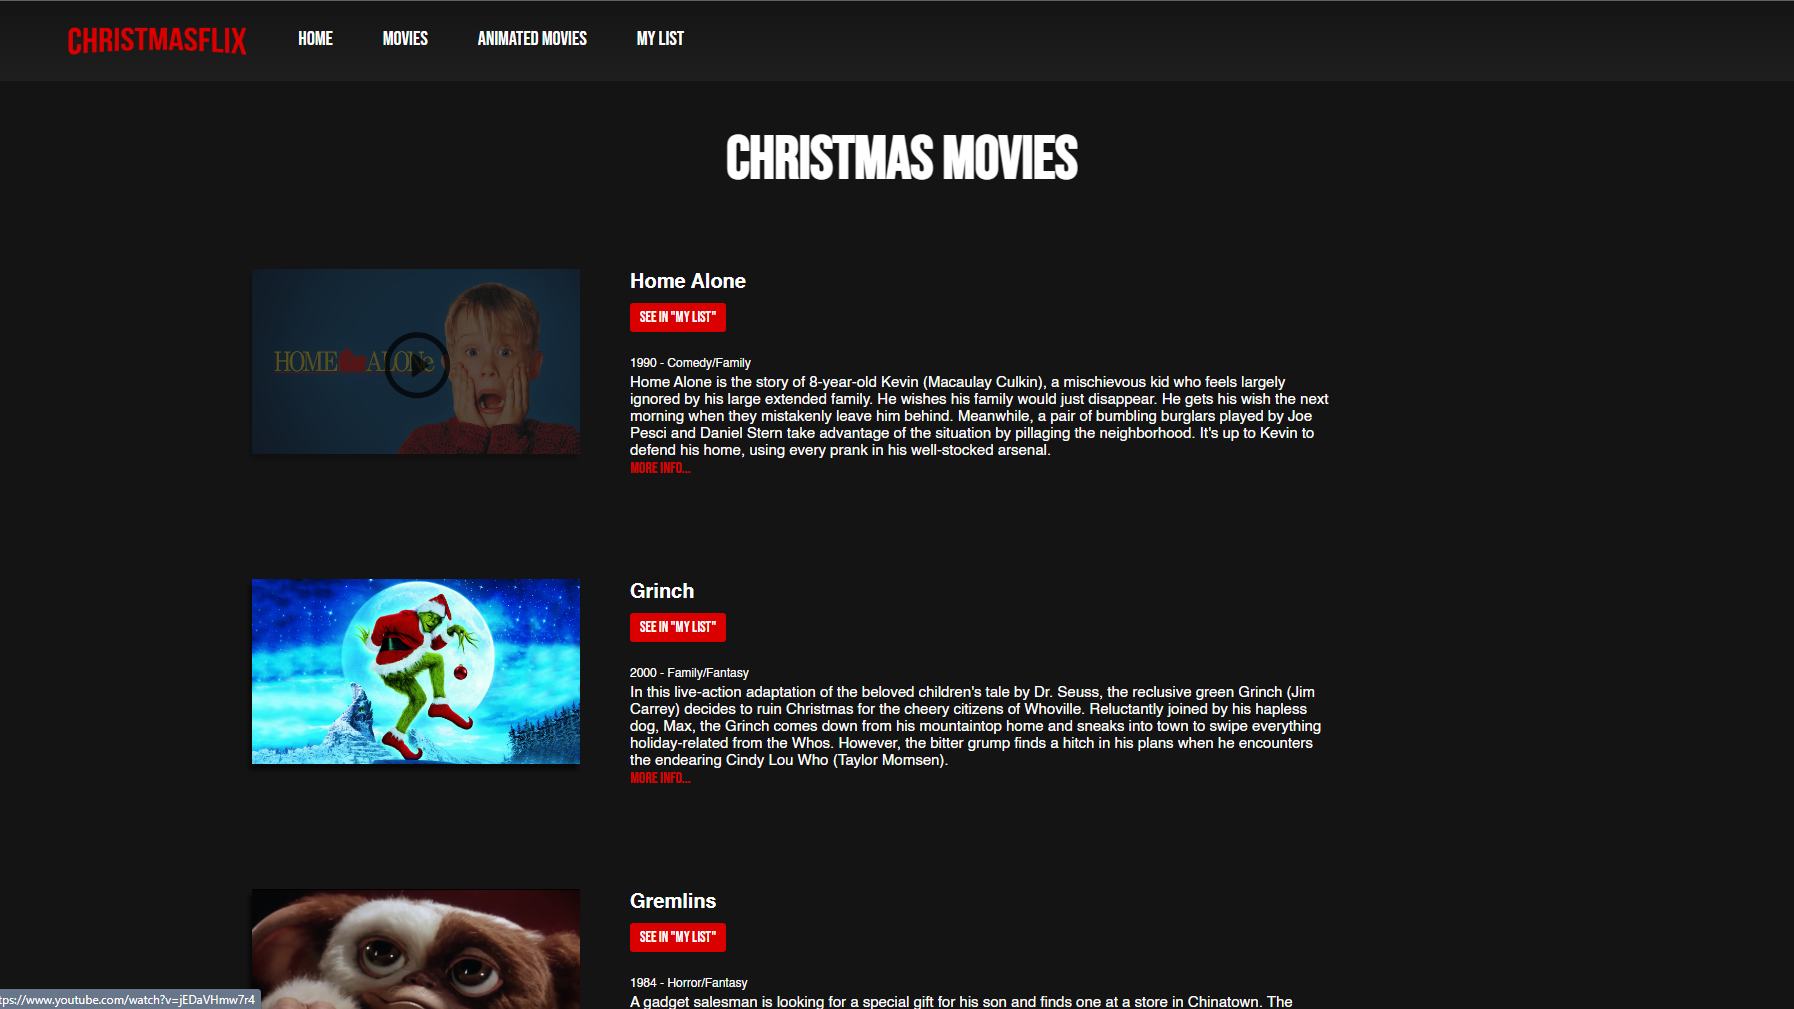 CHRISTMASFLIX
HOME
MOVIES
ANIMATED MOVIES
MY LIST
CHRISTMAS MOVIES
HOME ALONe
Home Alone
SEE IN "MY LIST"
1990 - Comedy/Family
Home Alone is the story of 8-year-old Kevin (Macaulay Culkin), a mischievous kid who feels largely
ignored by his large extended family. He wishes his family would just disappear. He gets his wish the next
morning when they mistakenly leave him behind. Meanwhile, a pair of bumbling burglars played by Joe
Pesci and Daniel Stern take advantage of the situation by pillaging the neighborhood. It's up to Kevin to
defend his home, using every prank in his well-stocked arsenal.
MORE INFO...
Grinch
SEE IN "MY LIST"
2000 - Family/Fantasy
In this live-action adaptation of the beloved children's tale by Dr. Seuss, the reclusive green Grinch (Jim
Carrey) decides to ruin Christmas for the cheery citizens of Whoville. Reluctantly joined by his hapless
dog, Max, the Grinch comes down from his mountaintop home and sneaks into town to swipe everything
holiday-related from the Whos. However, the bitter grump finds a hitch in his plans when he encounters
the endearing Cindy Lou Who (Taylor Momsen).
MORE INFO...
Gremlins
SEE IN "MY LIST"
1984 - Horror/Fantasy
A gadget salesman is looking for a special gift for his son and finds one at a store in Chinatown. The
tps://www.youtube.com/watch?v=jEDaVHmw7r4